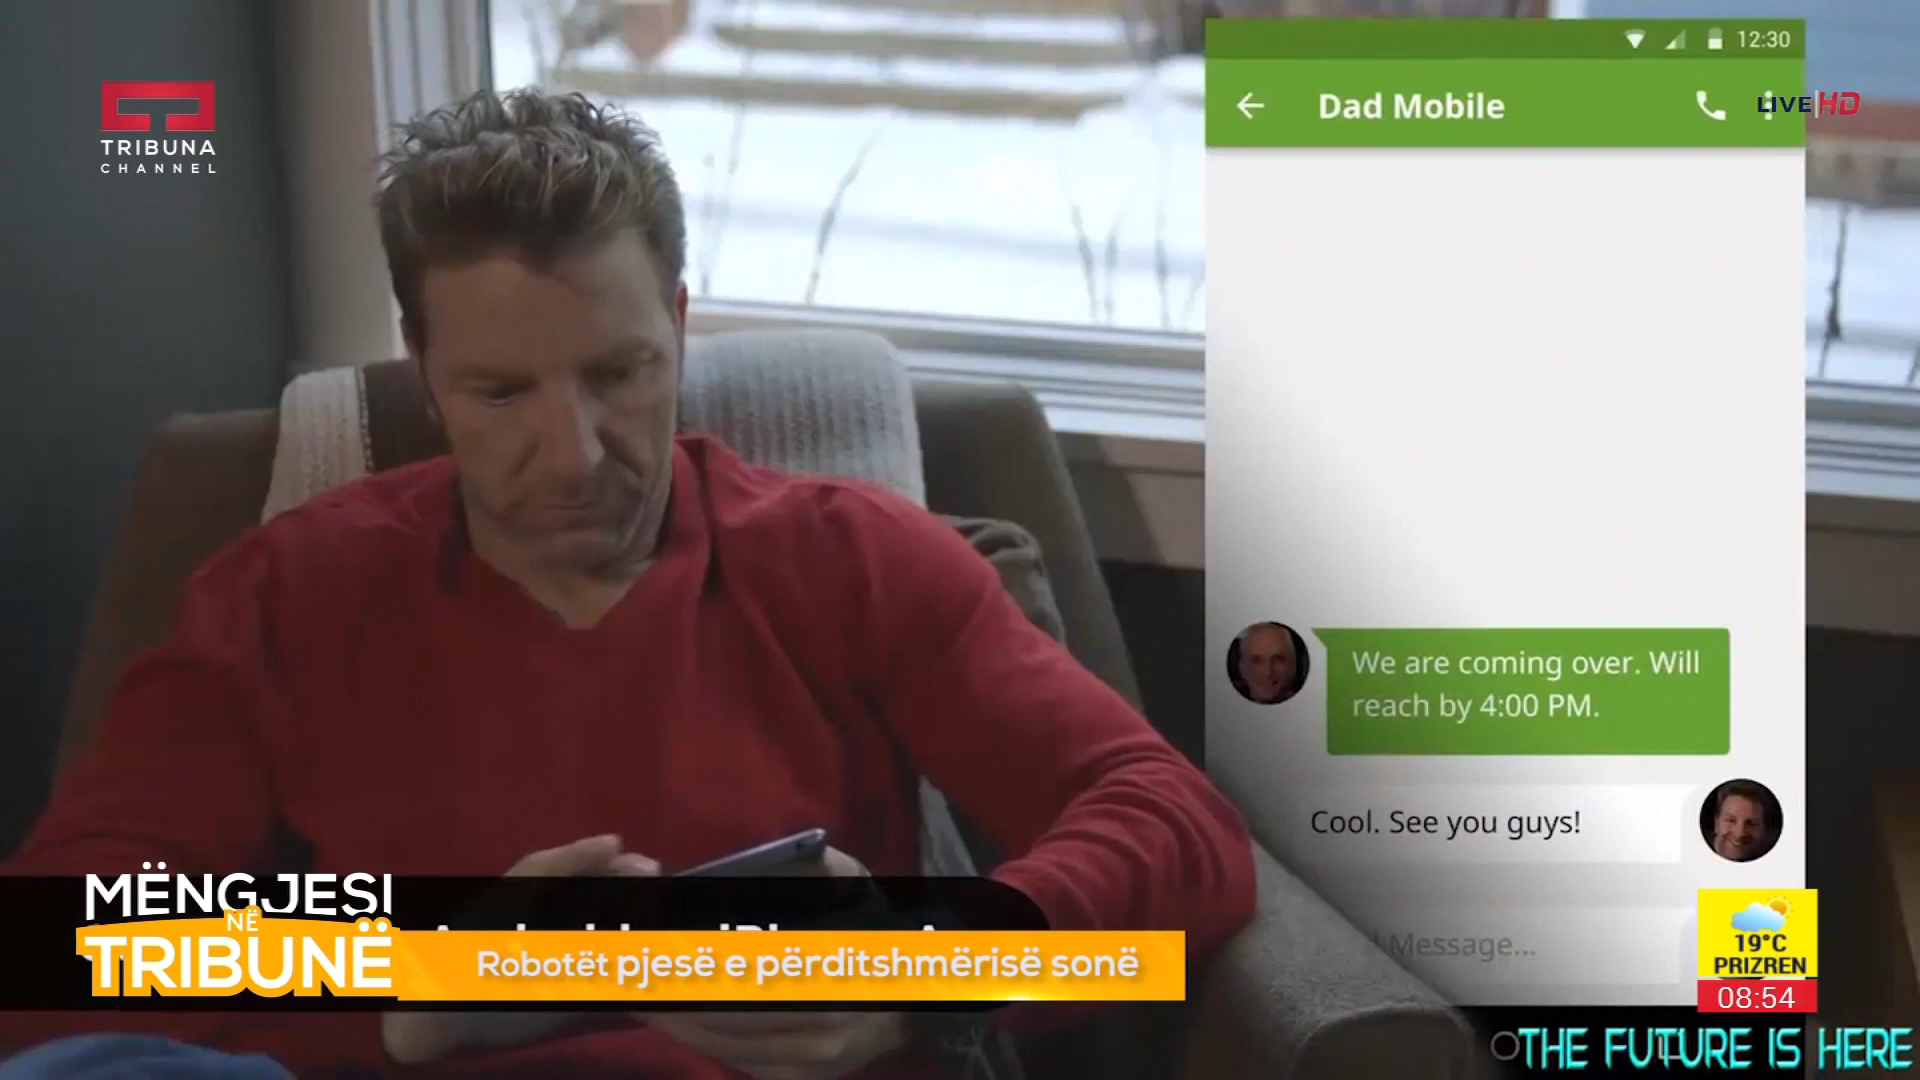 12:30
Dad Mobile
LIVE HD
TRIBUNA
CHANNEL
We are coming over. Will
reach by 4:00 PM.
Cool. See you guys!
Message...
MËNGJESI
NË
TRIBUNË
Robotët pjesë e përditshmërisë sonë
19°C
PRIZREN
08:54
THE FUTURE IS HERE